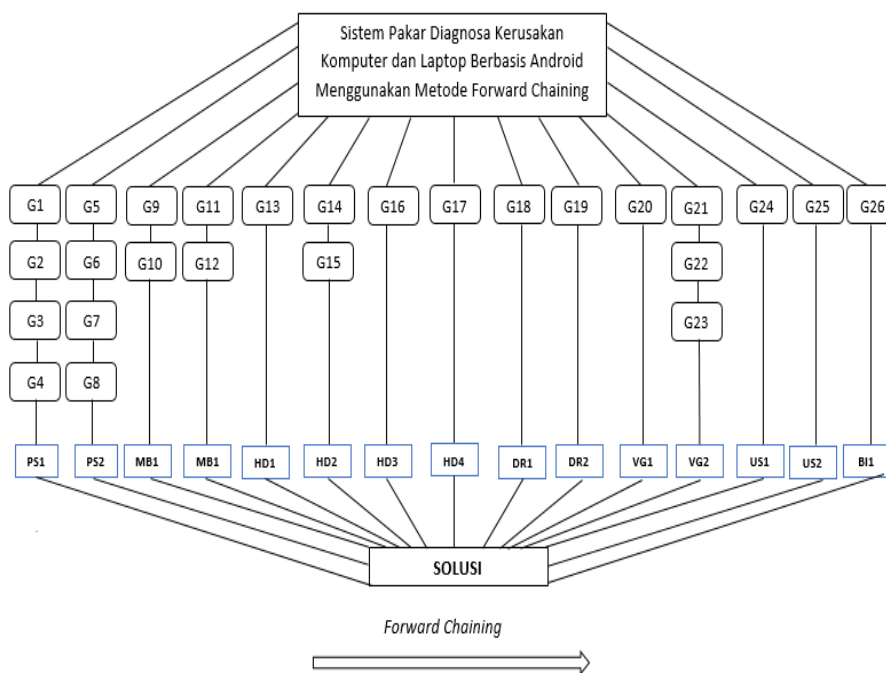 Sistem Pakar Diagnosa Kerusakan
Komputer dan Laptop Berbasis Android
Menggunakan Metode Forward Chaining
G1 G5 G9 G11 G13 G14 G16 G17 G18 G19 G20 G21 G24 G25 G26
G2 G6 G10 G12 G15 G22
G3 G7 G23
G4 G8
PS1 PS2 MB1 MB1 HD1 HD2 HD3 HD4 DR1 DR2 VG1 VG2 US1 US2 BI1
SOLUSI
Forward Chaining